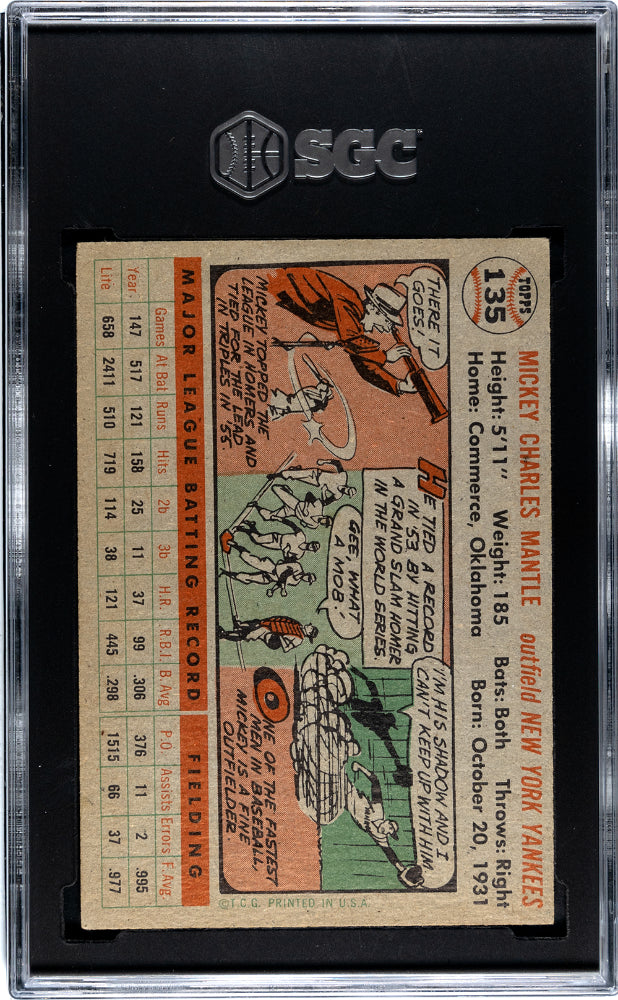 SGC
TOPPS
135
MICKEY CHARLES MANTLE outfield NEW YORK YANKEES
Height: 5'11" Weight: 185 Bats: Both Throws: Right
Home: Commerce, Oklahoma Born: October 20, 1931
THERE IT
GOES!
MICKEY TOPPED THE
LEAGUE IN HOMERS AND
TIED FOR THE LEAD
IN TRIPLES IN '55.
HE TIED A RECORD
IN '53 BY HITTING
A GRAND SLAM HOMER
IN THE WORLD SERIES
GEE, WHAT
A MOB!
I'M HIS SHADOW AND I
CAN'T KEEP UP WITH HIM
ONE OF THE FASTEST
MEN IN BASEBALL,
MICKEY IS A FINE
OUTFIELDER.
MAJOR LEAGUE BATTING RECORD FIELDING
Games At Bat Runs Hits 2b 3b H.R. R.B.I B.Avg P.O Assists Errors F.Avg
Year. 147 517 121 158 25 11 37 99 .306 376 11 2 .995
Life 658 2411 510 719 114 38 121 445 .298 1515 66 37 .977
©T.C.G. PRINTED IN U.S.A.